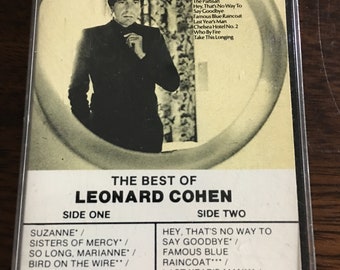 The Partisan
Hey, That's No Way To
Say Goodbye
Famous Blue Raincoat
Last Year's Man
Chelsea Hotel No. 2
Who By Fire
Take This Longing
THE BEST OF
LEONARD COHEN
SIDE ONE SIDE TWO
SUZANNE* / HEY, THAT'S NO WAY TO
SISTERS OF MERCY* / SAY GOODBYE* /
SO LONG, MARIANNE* / FAMOUS BLUE
BIRD ON THE WIRE** / RAINCOAT*** /